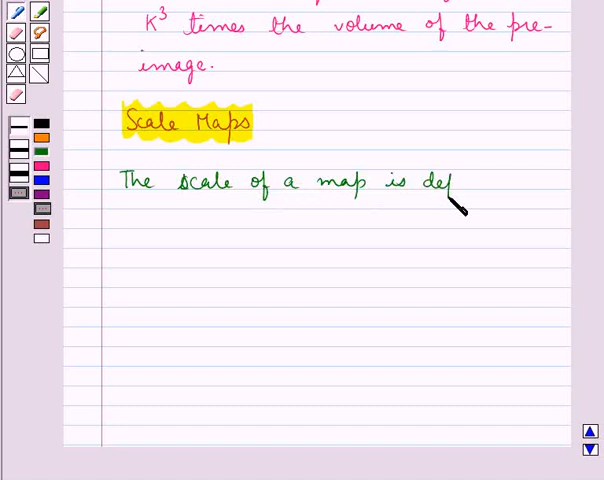 K³ times the volume of the pre-
image.
Scale Maps
The scale of a map is def